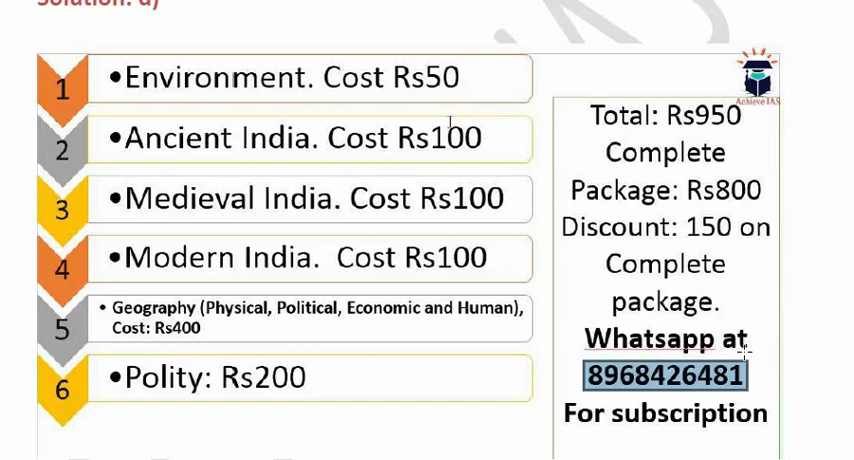 Solution: d)
1
•Environment. Cost Rs50
2
•Ancient India. Cost Rs100
3
•Medieval India. Cost Rs100
4
•Modern India.  Cost Rs100
5
• Geography (Physical, Political, Economic and Human),
Cost: Rs400
6
•Polity: Rs200
Achieve IAS
Total: Rs950
Complete
Package: Rs800
Discount: 150 on
Complete
package.
Whatsapp at
8968426481
For subscription